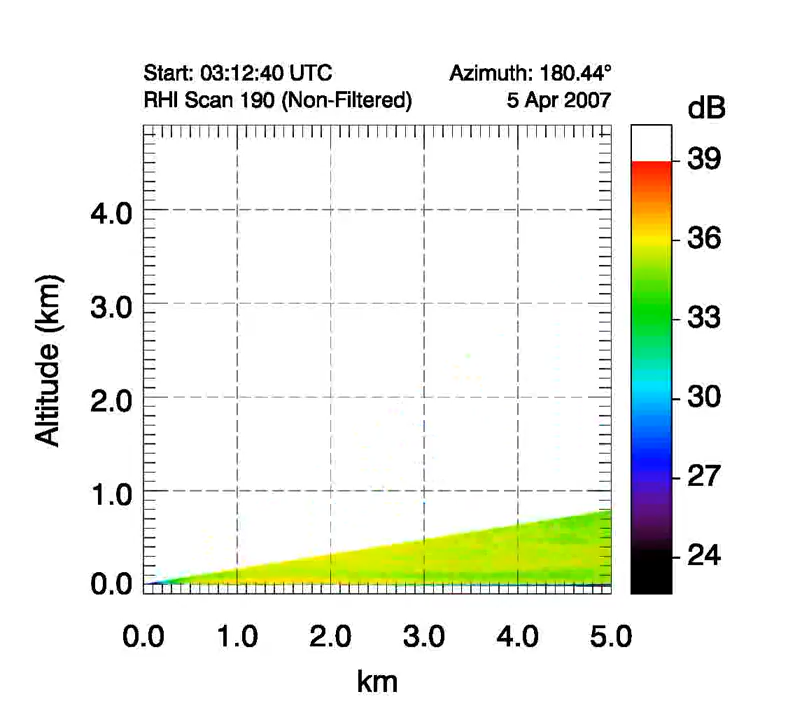 Start: 03:12:40 UTC
Azimuth: 180.44°
RHI Scan 190 (Non-Filtered)
5 Apr 2007
dB
39
36
33
30
27
24
Altitude (km)
4.0
3.0
2.0
1.0
0.0
0.0 1.0 2.0 3.0 4.0 5.0
km